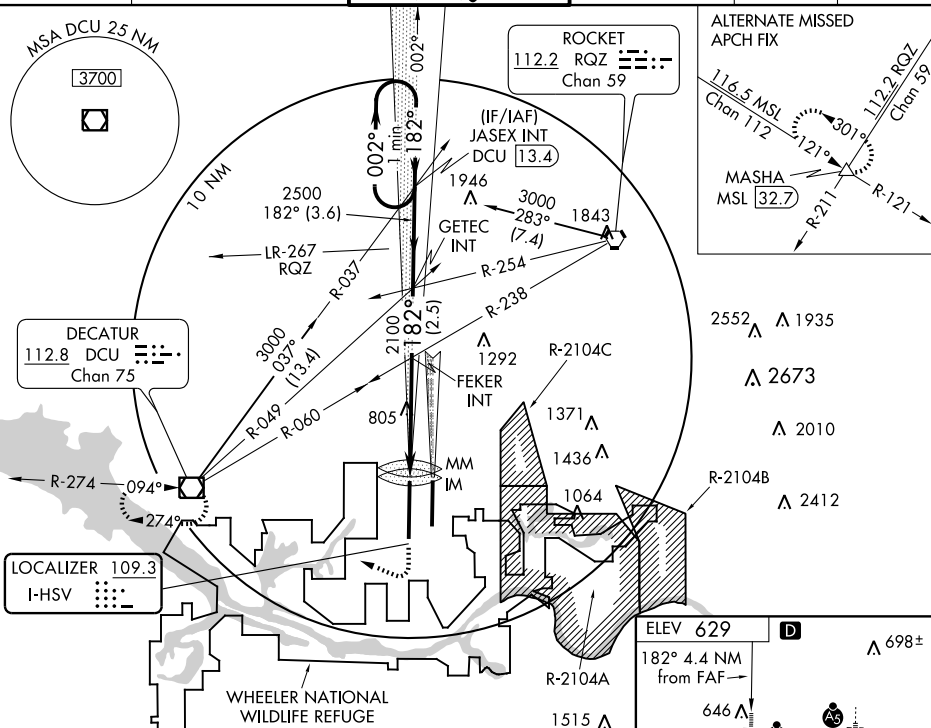 MSA DCU 25 NM
3700
10 NM
002°
182°
002°
1 min
(IF/IAF)
JASEX INT
DCU 13.4
ROCKET
112.2 RQZ
Chan 59
ALTERNATE MISSED
APCH FIX
116.5 MSL
Chan 112
112.2 RQZ
Chan 59
301°
121°
MASHA
MSL 32.7
R-211
R-121
2500
182° (3.6)
1946
3000
283°
(7.4)
1843
GETEC
INT
LR-267
RQZ
R-037
R-254
R-238
2100
182°
(2.5)
DECATUR
112.8 DCU
Chan 75
3000
037°
(13.4)
R-049
R-060
1292
FEKER
INT
805
R-2104C
2552
1935
2673
1371
2010
1436
MM
IM
R-2104B
1064
2412
R-274
094°
274°
LOCALIZER 109.3
I-HSV
WHEELER NATIONAL
WILDLIFE REFUGE
R-2104A
1515
ELEV 629
D
698±
182° 4.4 NM
from FAF
646
A5